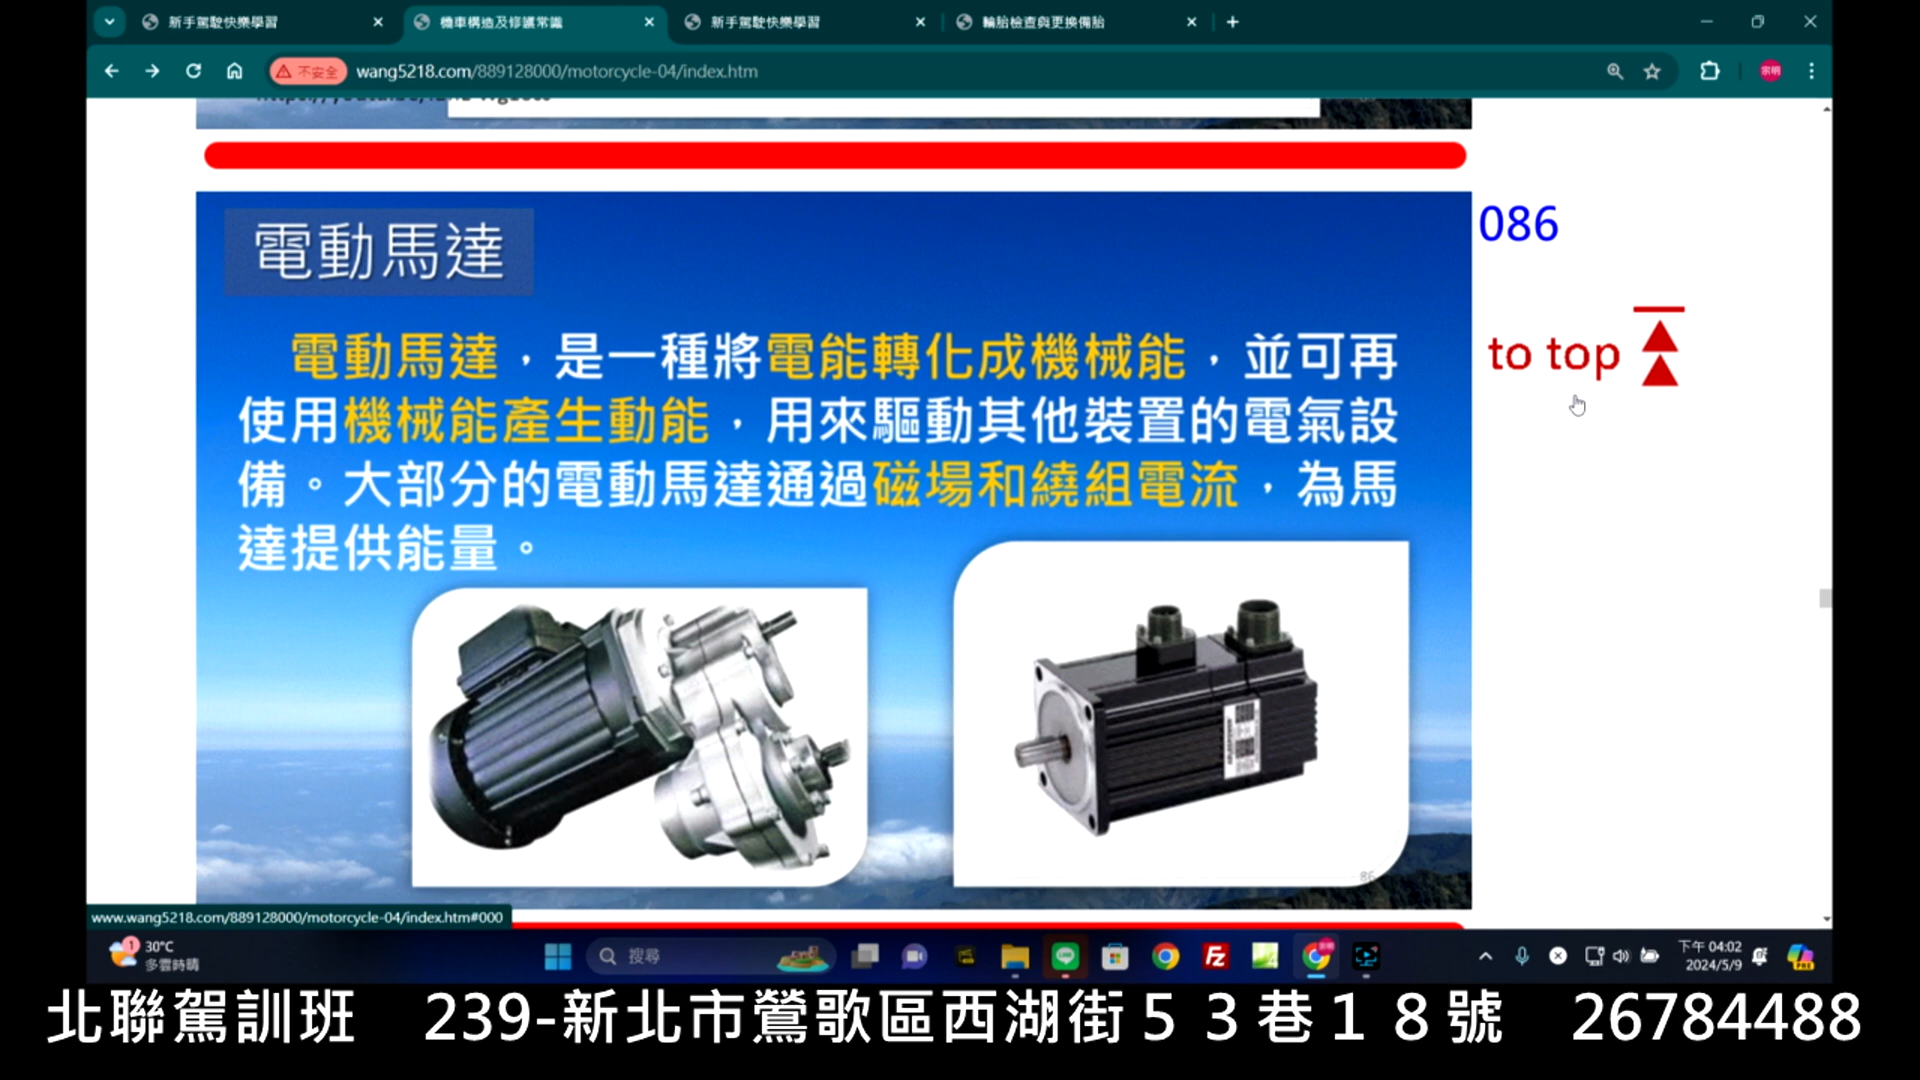 新手駕駛快樂學習
機車構造及修護常識
新手駕駛快樂學習
輪胎檢查與更換備胎
不安全
wang5218.com/889128000/motorcycle-04/index.htm
電動馬達
086
to top
電動馬達，是一種將電能轉化成機械能，並可再
使用機械能產生動能，用來驅動其他裝置的電氣設
備。大部分的電動馬達通過磁場和繞組電流，為馬
達提供能量。
86
www.wang5218.com/889128000/motorcycle-04/index.htm#000
1
30°C
多雲時晴
搜尋
下午 04:02
2024/5/9
北聯駕訓班 239-新北市鶯歌區西湖街５３巷１８號 26784488